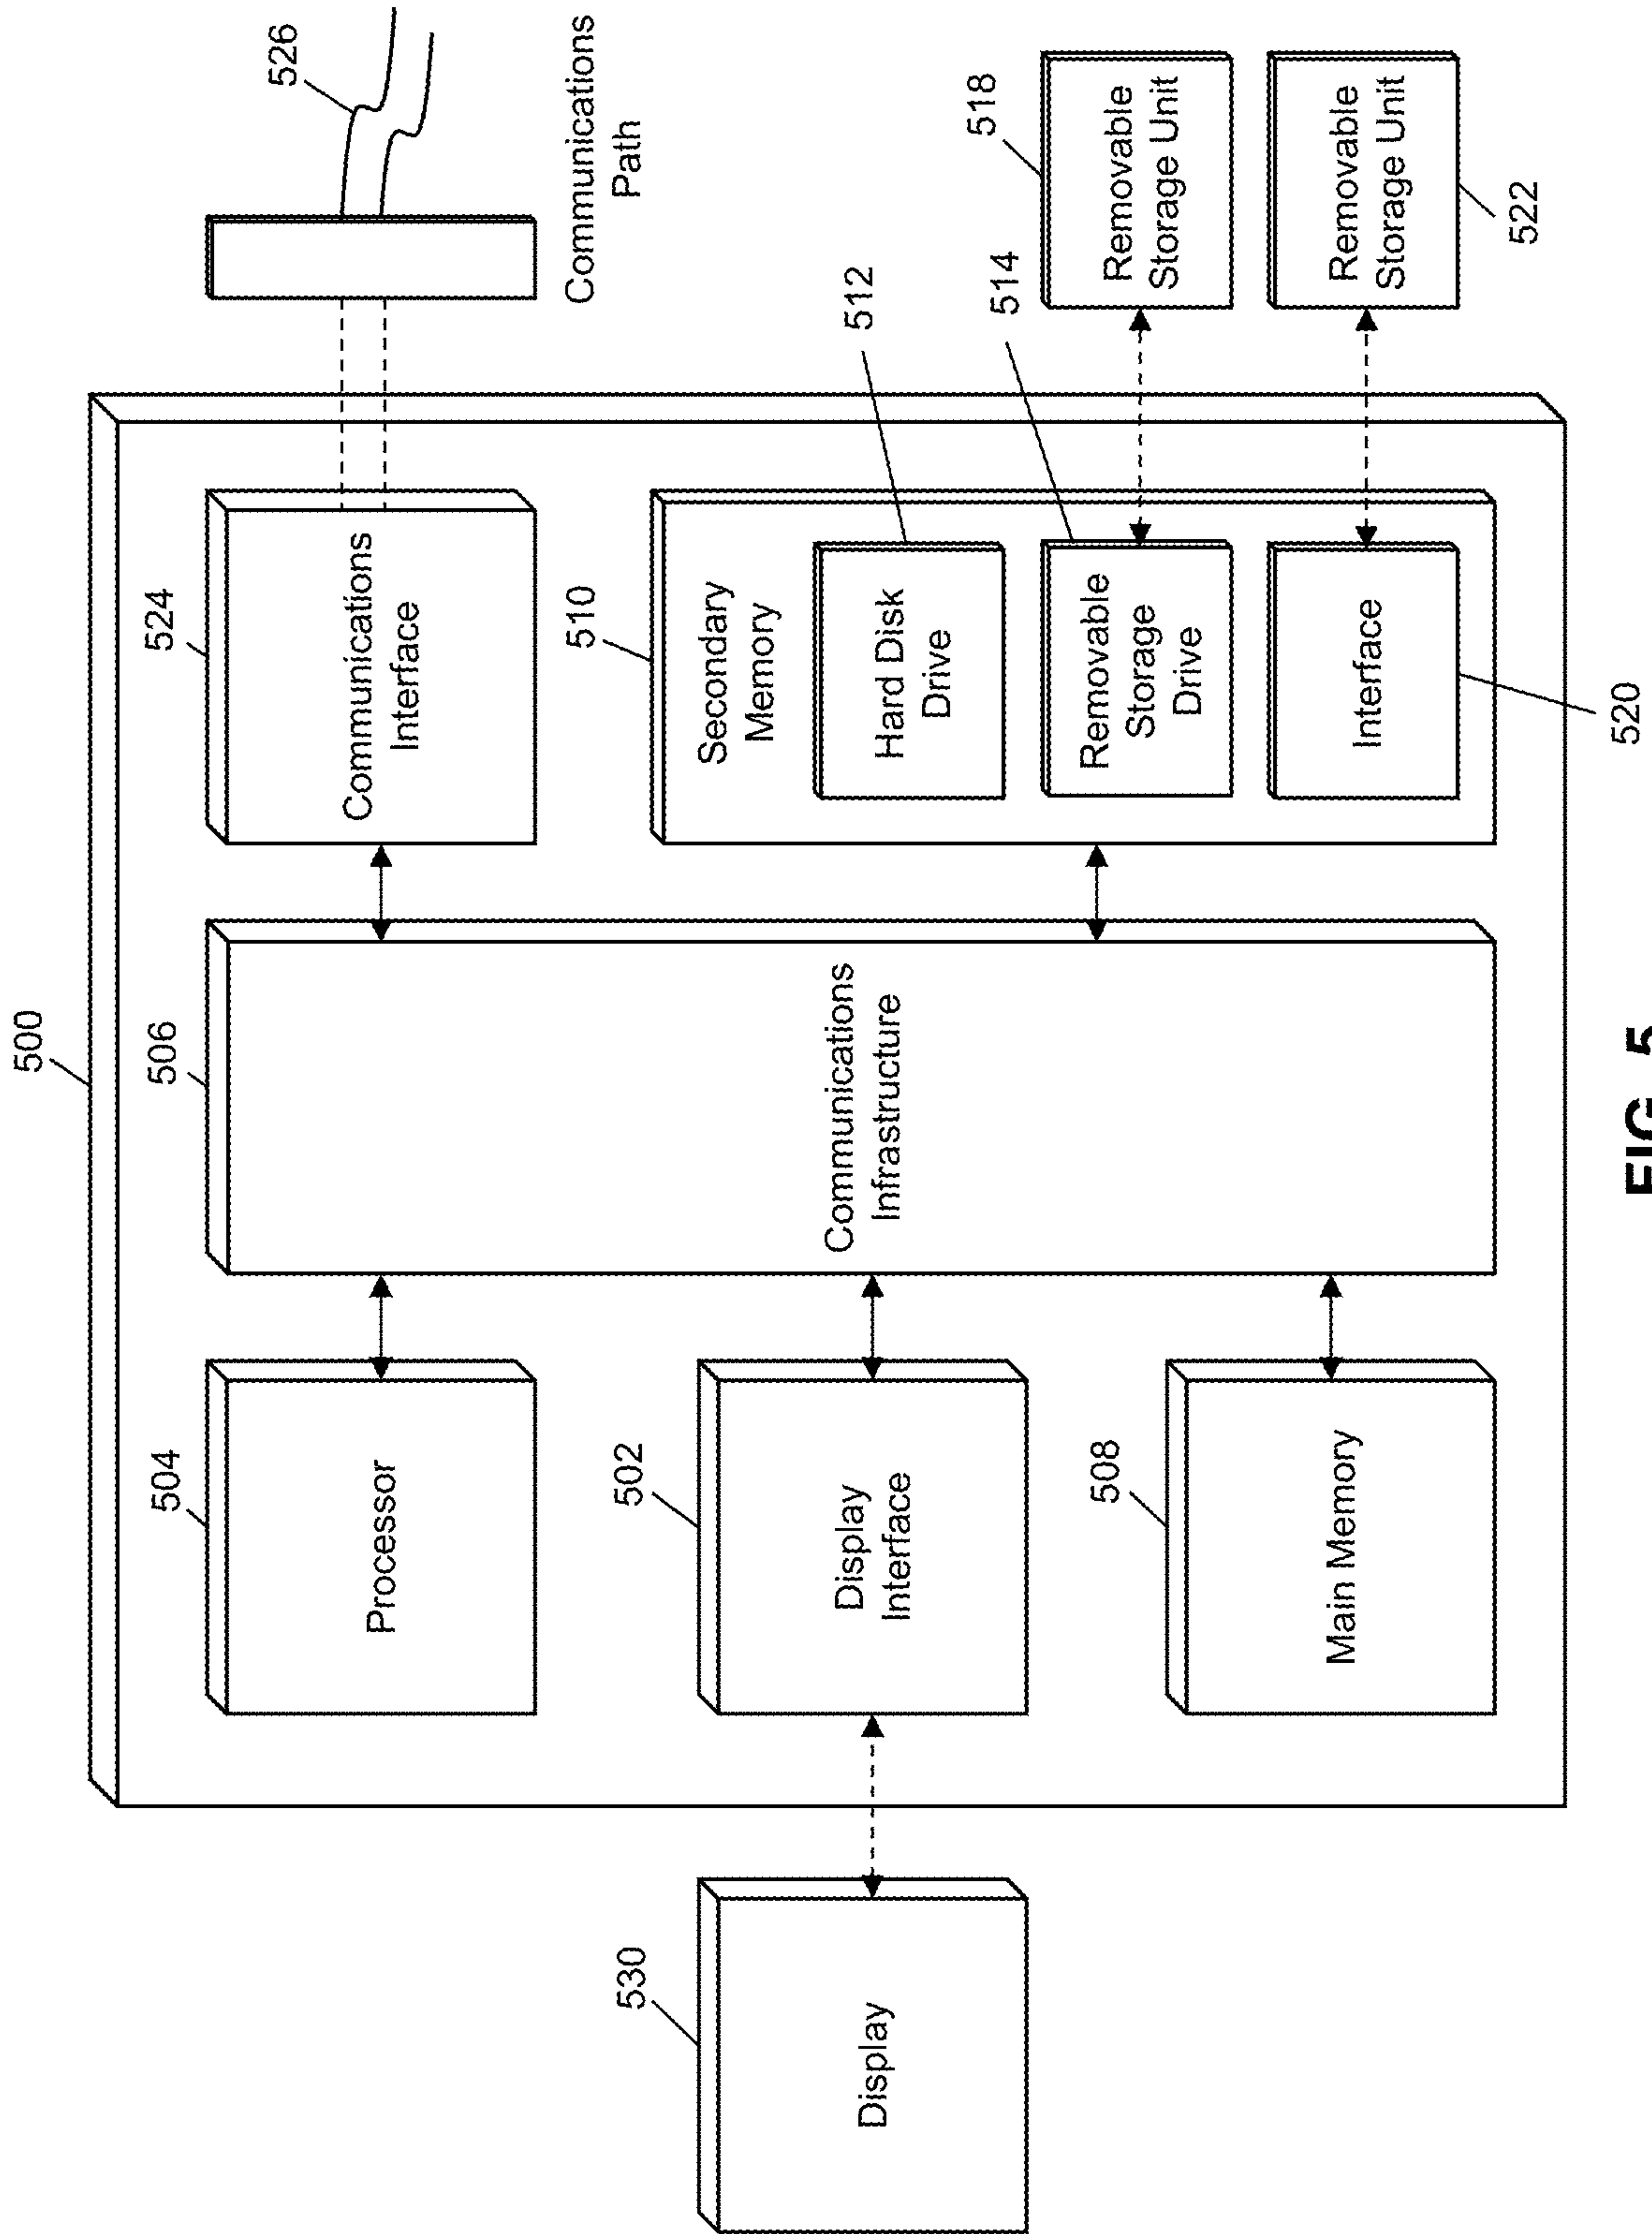 500
504
Processor
506
524
Communications
Interface
526
Communications
Path
530
Display
502
Display
Interface
Communications
Infrastructure
510
Secondary
Memory
512
Hard Disk
Drive
514
Removable
Storage
Drive
518
Removable
Storage Unit
508
Main Memory
Interface
520
Removable
Storage Unit
522
FIG. 5